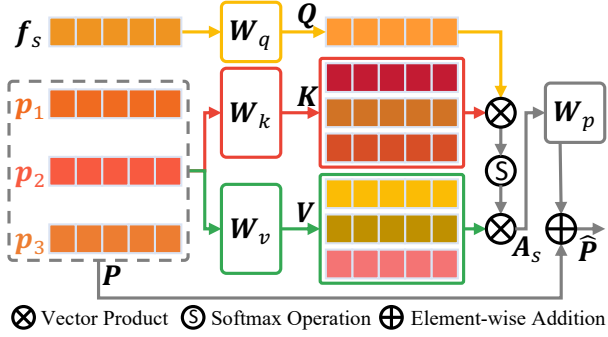 f_s W_q Q
p_1 W_k K W_p
p_2 S
p_3 W_v V A_s P̂
P
Vector Product S Softmax Operation Element-wise Addition